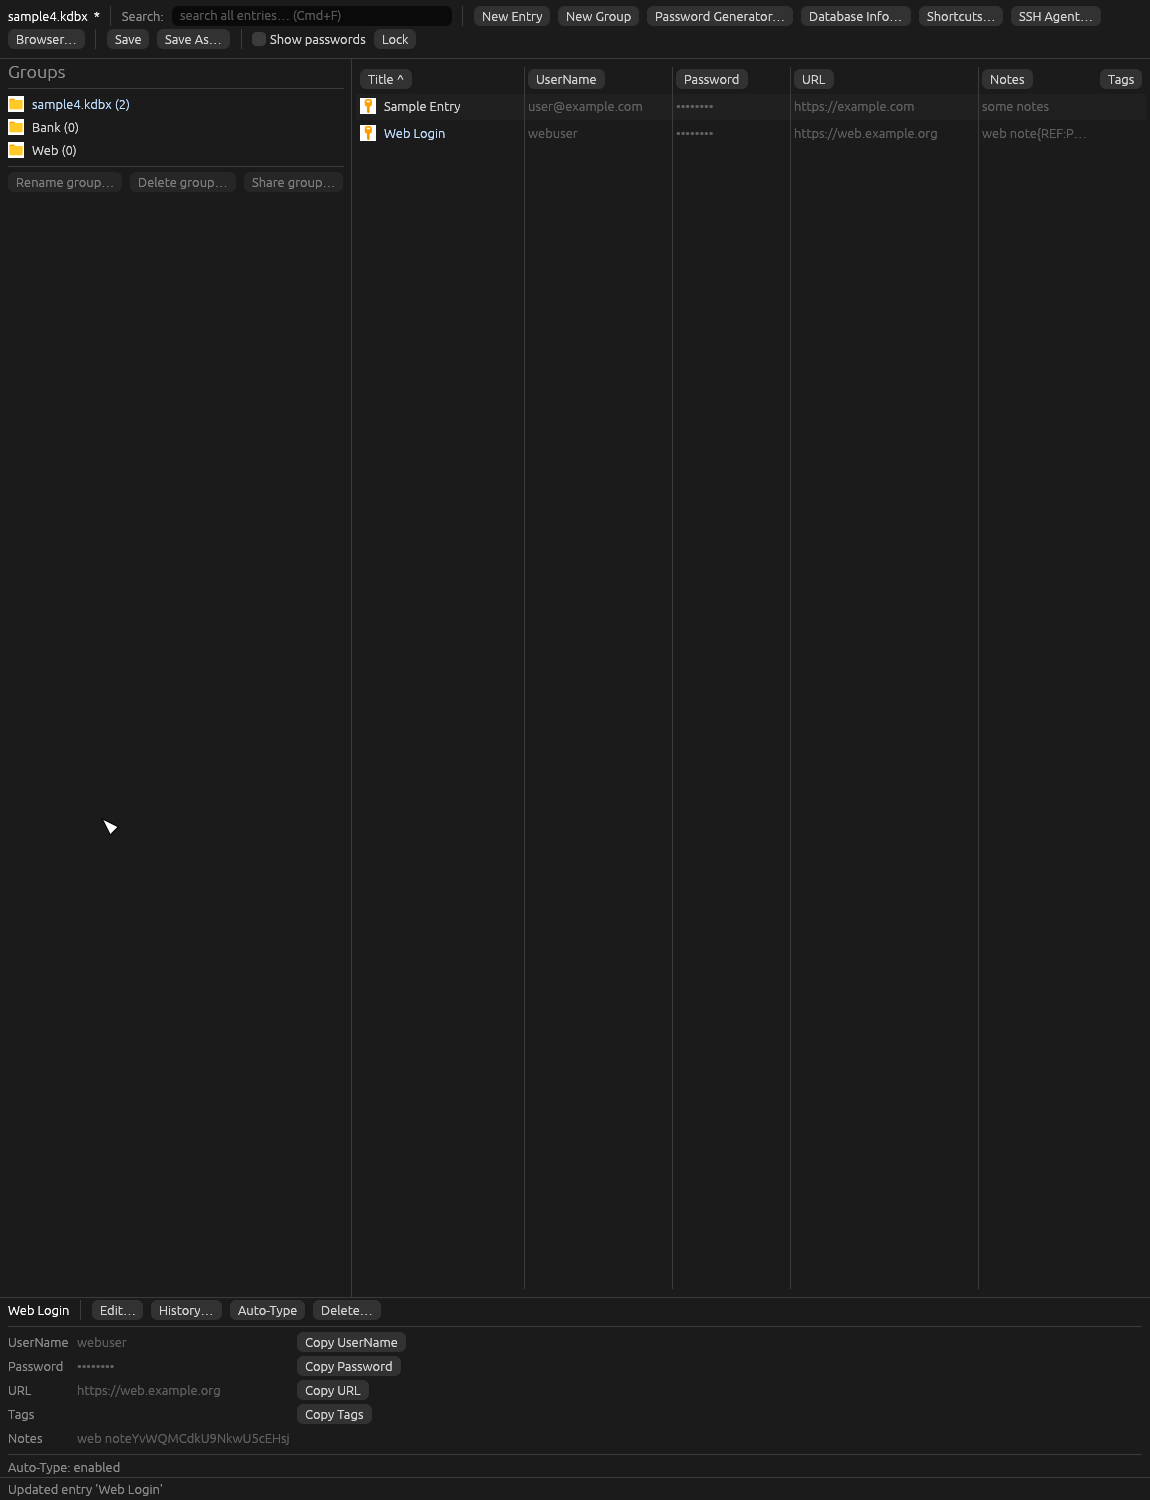 sample4.kdbx * Search: search all entries... (Cmd+F) New Entry New Group Password Generator... Database Info... Shortcuts... SSH Agent...
Browser... Save Save As... Show passwords Lock
Groups
sample4.kdbx (2)
Bank (0)
Web (0)
Rename group... Delete group... Share group...
Title ^ UserName Password URL Notes Tags
Sample Entry user@example.com •••••••• https://example.com some notes
Web Login webuser •••••••• https://web.example.org web note{REF:P...
Web Login Edit... History... Auto-Type Delete...
UserName webuser Copy UserName
Password •••••••• Copy Password
URL https://web.example.org Copy URL
Tags Copy Tags
Notes web noteYvWQMCdkU9NkwU5cEHsj
Auto-Type: enabled
Updated entry 'Web Login'